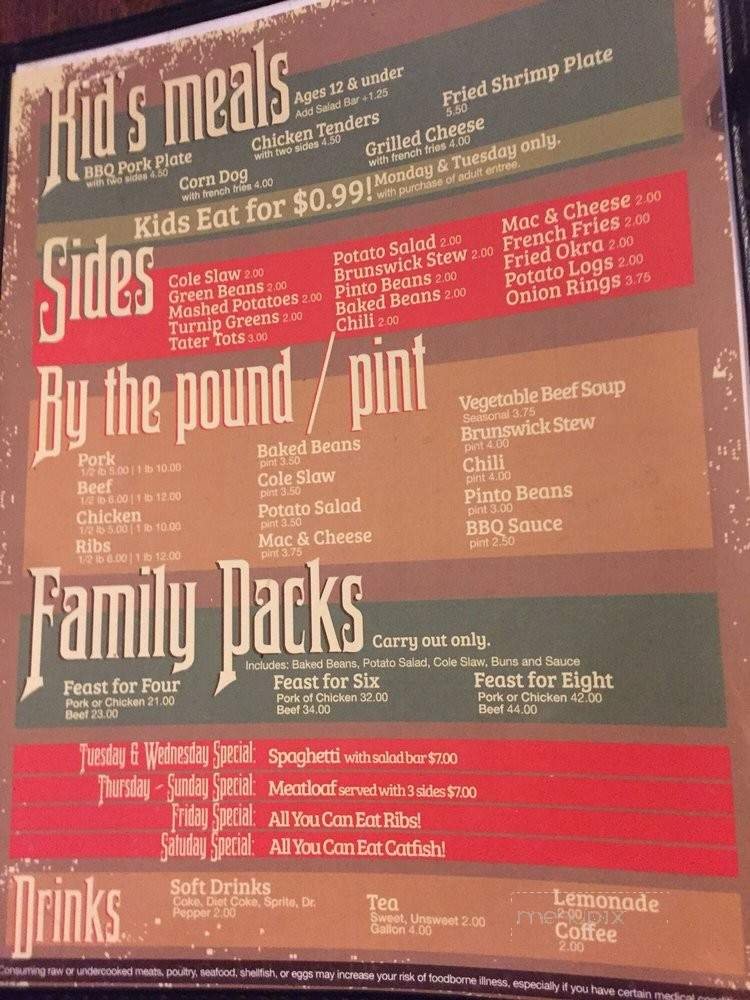 Kid's meals
Ages 12 & under
Add Salad Bar +1.25
BBQ Pork Plate
with two sides 4.50
Chicken Tenders
with two sides 4.50
Fried Shrimp Plate
5.50
Corn Dog
with french fries 4.00
Grilled Cheese
with french fries 4.00
Kids Eat for $0.99! Monday & Tuesday only.
with purchase of adult entree.
Sides
Cole Slaw 2.00
Green Beans 2.00
Mashed Potatoes 2.00
Turnip Greens 2.00
Tater Tots 3.00
Potato Salad 2.00
Brunswick Stew 2.00
Pinto Beans 2.00
Baked Beans 2.00
Chili 2.00
Mac & Cheese 2.00
French Fries 2.00
Fried Okra 2.00
Potato Logs 2.00
Onion Rings 3.75
By the pound / pint
Pork
1/2 lb 5.00 | 1 lb 10.00
Beef
1/2 lb 6.00 | 1 lb 12.00
Chicken
1/2 lb 5.00 | 1 lb 10.00
Ribs
1/2 lb 6.00 | 1 lb 12.00
Baked Beans
pint 3.50
Cole Slaw
pint 3.50
Potato Salad
pint 3.50
Mac & Cheese
pint 3.75
Vegetable Beef Soup
Seasonal 3.75
Brunswick Stew
pint 4.00
Chili
pint 4.00
Pinto Beans
pint 3.00
BBQ Sauce
pint 2.50
Family Packs Carry out only.
Includes: Baked Beans, Potato Salad, Cole Slaw, Buns and Sauce
Feast for Four
Pork or Chicken 21.00
Beef 23.00
Feast for Six
Pork of Chicken 32.00
Beef 34.00
Feast for Eight
Pork or Chicken 42.00
Beef 44.00
Tuesday & Wednesday Special: Spaghetti with salad bar $7.00
Thursday - Sunday Special: Meatloaf served with 3 sides $7.00
Friday Special: All You Can Eat Ribs!
Satuday Special: All You Can Eat Catfish!
Drinks
Soft Drinks
Coke, Diet Coke, Sprite, Dr.
Pepper 2.00
Tea
Sweet, Unsweet 2.00
Gallon 4.00
Lemonade
2.00
Coffee
2.00
menupix
Consuming raw or undercooked meats, poultry, seafood, shellfish, or eggs may increase your risk of foodborne illness, especially if you have certain medical